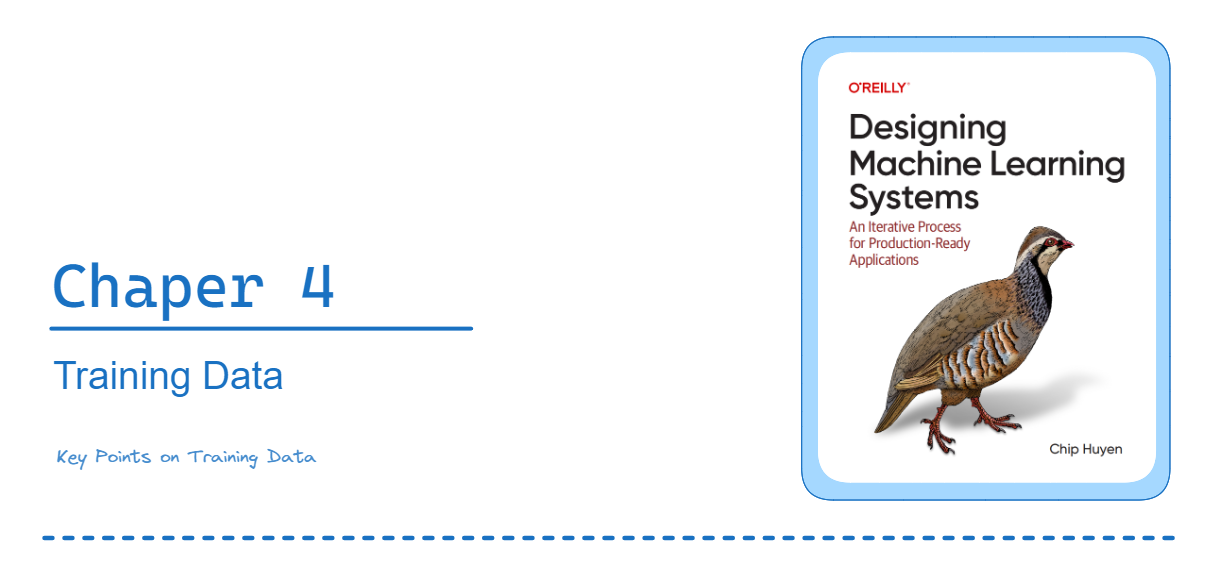 Chaper 4
Training Data
Key Points on Training Data
O'REILLY
Designing
Machine Learning
Systems
An Iterative Process
for Production-Ready
Applications
Chip Huyen